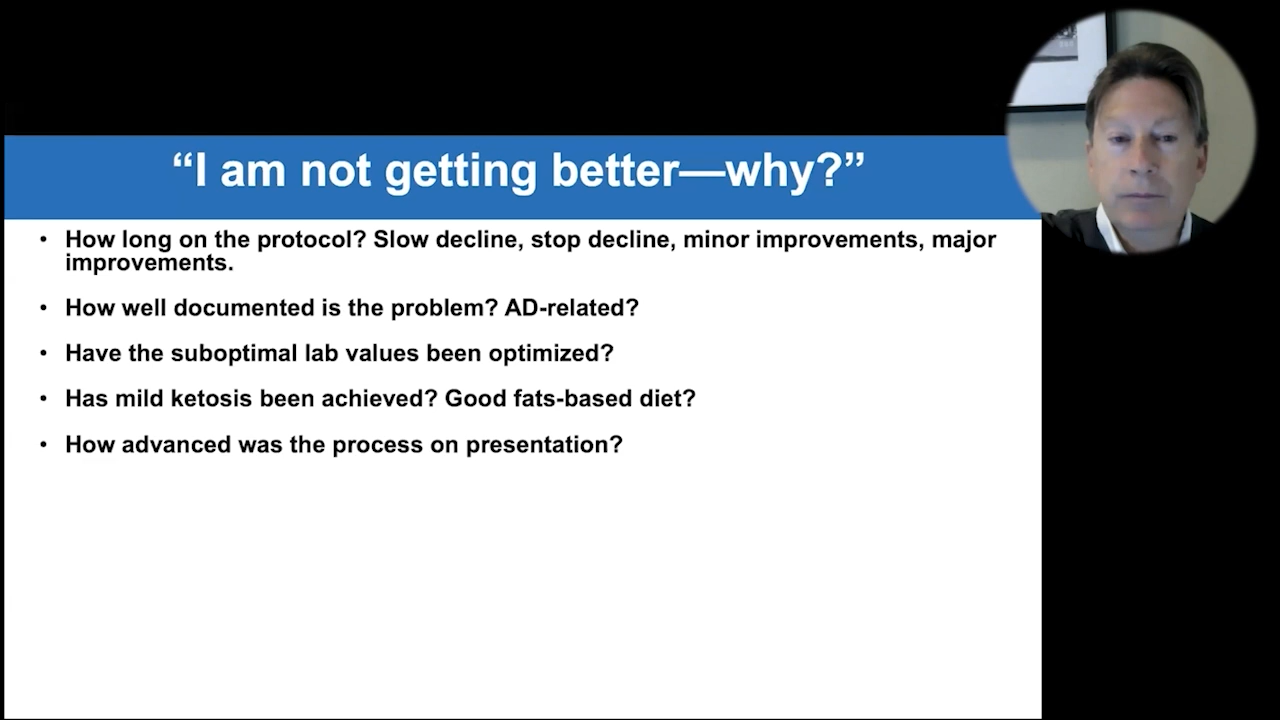 “I am not getting better—why?”
• How long on the protocol? Slow decline, stop decline, minor improvements, major
improvements.
• How well documented is the problem? AD-related?
• Have the suboptimal lab values been optimized?
• Has mild ketosis been achieved? Good fats-based diet?
• How advanced was the process on presentation?